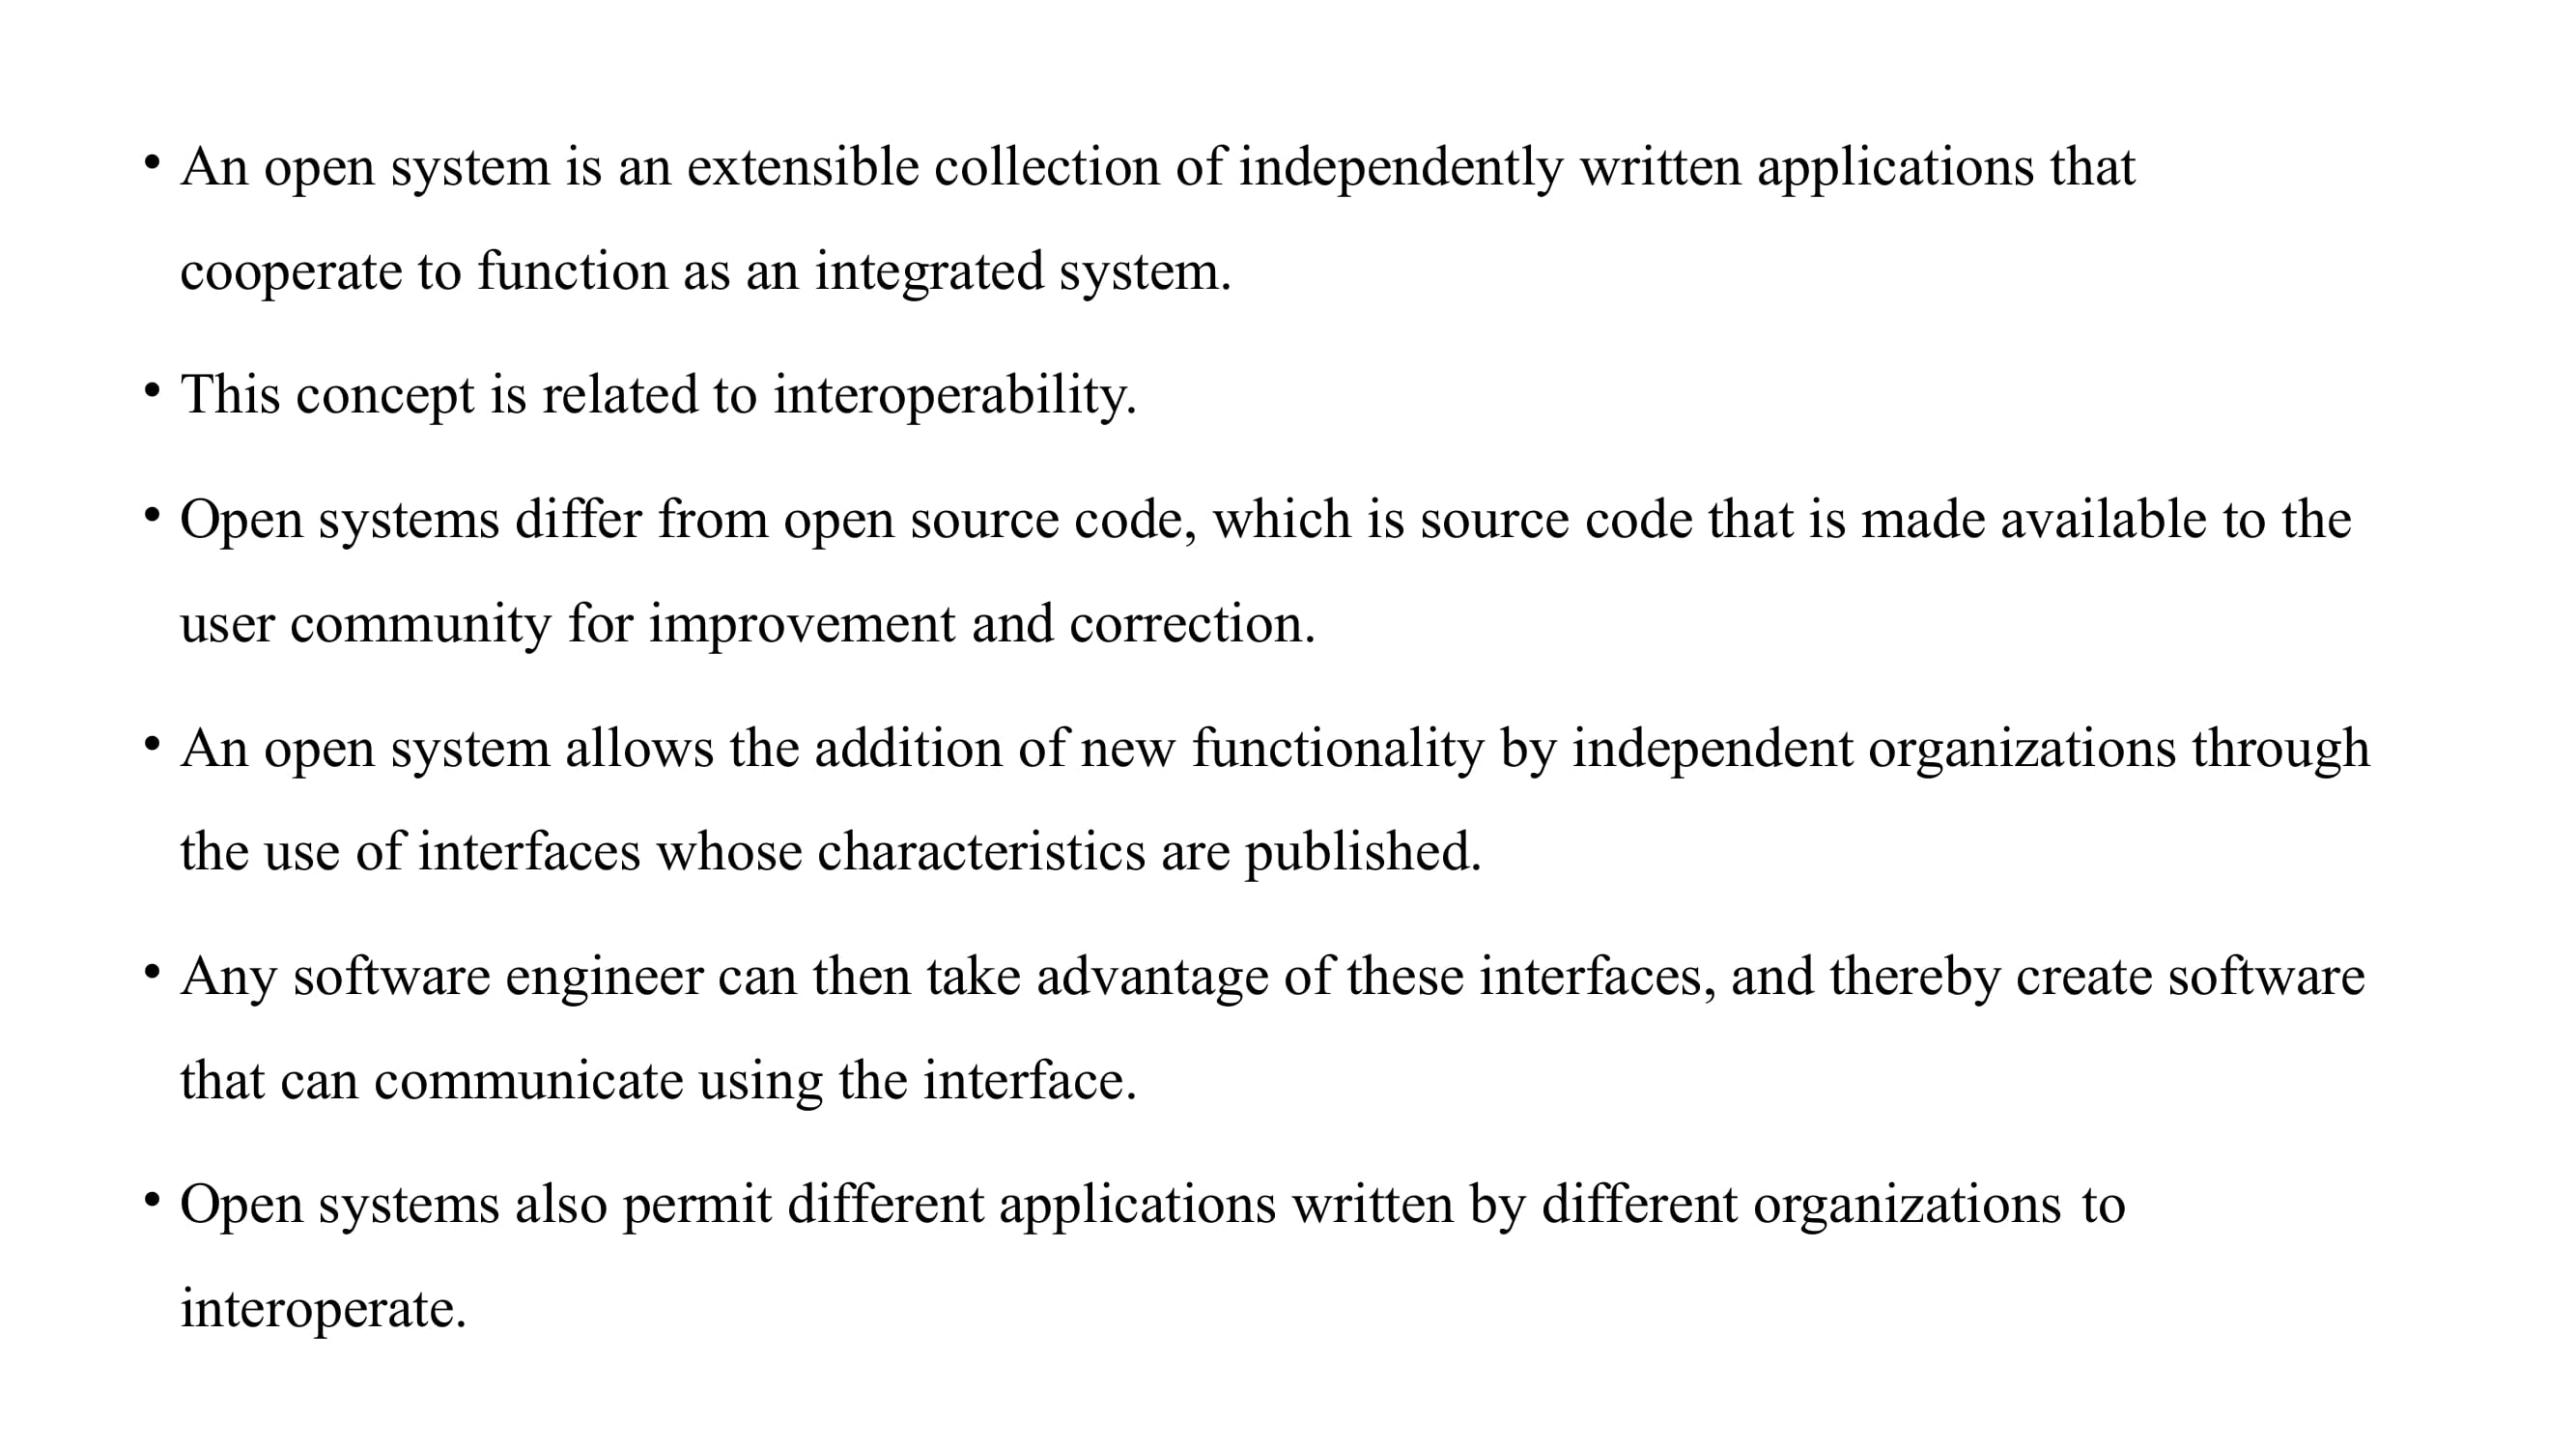 • An open system is an extensible collection of independently written applications that
cooperate to function as an integrated system.
• This concept is related to interoperability.
• Open systems differ from open source code, which is source code that is made available to the
user community for improvement and correction.
• An open system allows the addition of new functionality by independent organizations through
the use of interfaces whose characteristics are published.
• Any software engineer can then take advantage of these interfaces, and thereby create software
that can communicate using the interface.
• Open systems also permit different applications written by different organizations to
interoperate.